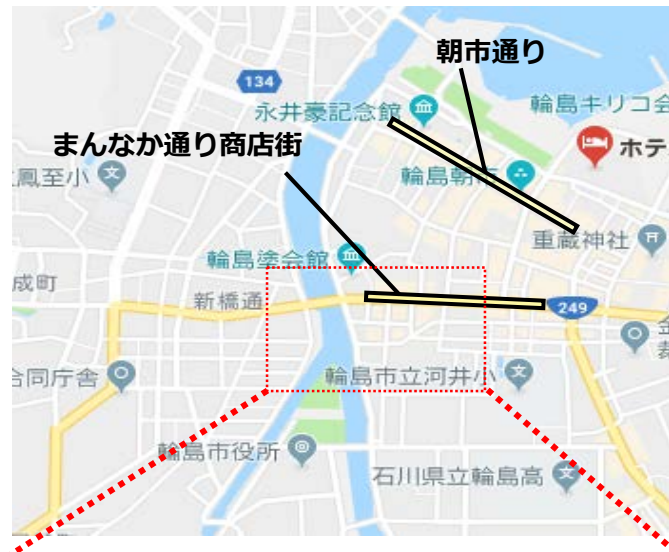 朝市通り
134
永井豪記念館
輪島キリコ会
まんなか通り商店街
ホテ
鳳至小
輪島朝市
重蔵神社
輪島塗会館
成町
新橋通
249
合同庁舎
輪島市立河井小
輪島市役所
石川県立輪島高